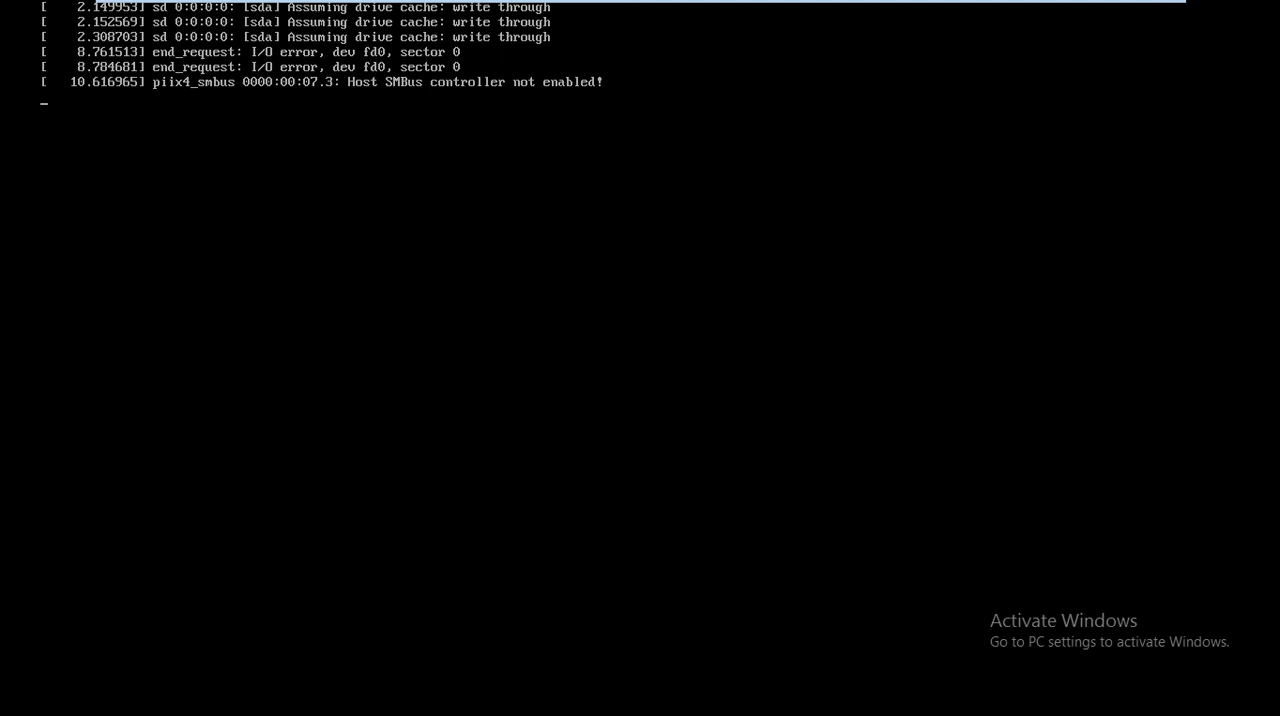 [    2.149953] sd 0:0:0:0: [sda] Assuming drive cache: write through
[    2.152569] sd 0:0:0:0: [sda] Assuming drive cache: write through
[    2.308703] sd 0:0:0:0: [sda] Assuming drive cache: write through
[    8.761513] end_request: I/O error, dev fd0, sector 0
[    8.784681] end_request: I/O error, dev fd0, sector 0
[   10.616965] piix4_smbus 0000:00:07.3: Host SMBus controller not enabled!
_
Activate Windows
Go to PC settings to activate Windows.